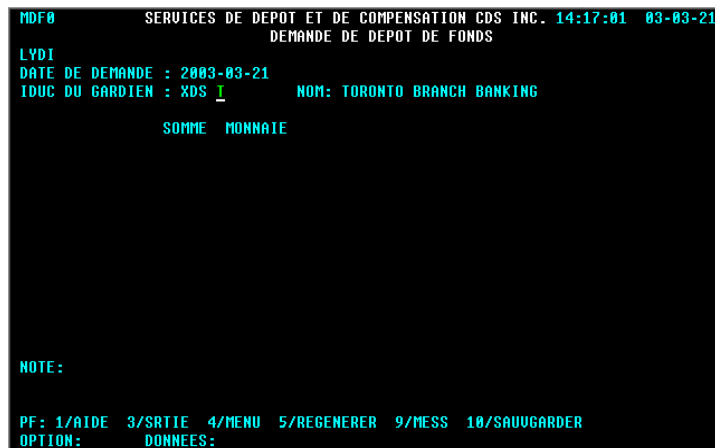 MDF0 SERVICES DE DEPOT ET DE COMPENSATION CDS INC. 14:17:01 03-03-21
DEMANDE DE DEPOT DE FONDS
LYDI
DATE DE DEMANDE : 2003-03-21
IDUC DU GARDIEN : XDS T NOM: TORONTO BRANCH BANKING
SOMME MONNAIE
NOTE:
PF: 1/AIDE 3/SRTIE 4/MENU 5/REGENERER 9/MESS 10/SAUVGARDER
OPTION: DONNEES: